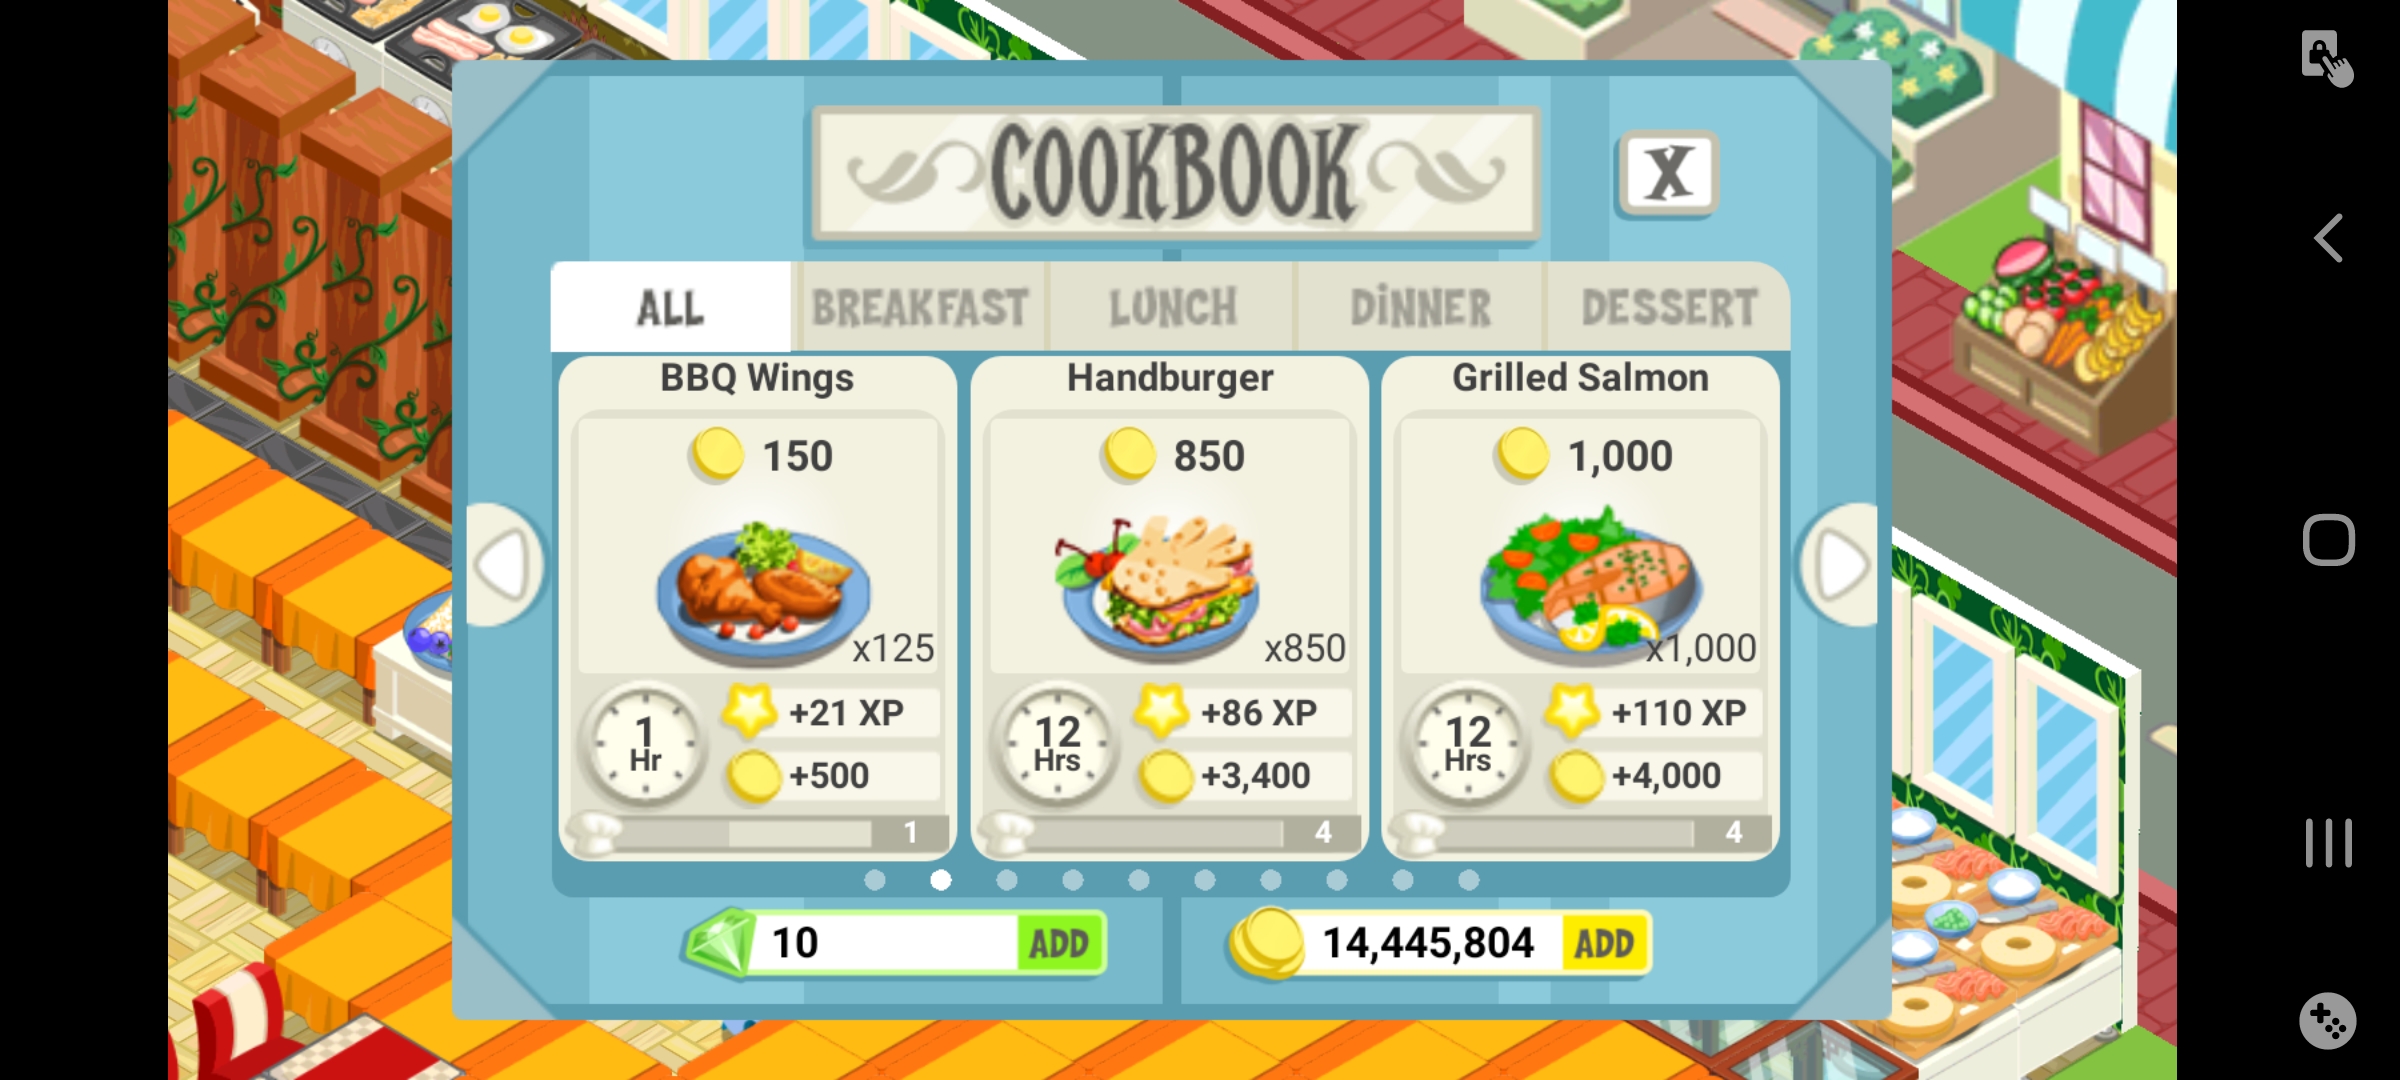 COOKBOOK
X
ALL BREAKFAST LUNCH DINNER DESSERT
BBQ Wings
150
x125
1 Hr
+21 XP
+500
1
Handburger
850
x850
12 Hrs
+86 XP
+3,400
4
Grilled Salmon
1,000
x1,000
12 Hrs
+110 XP
+4,000
4
10 ADD
14,445,804 ADD